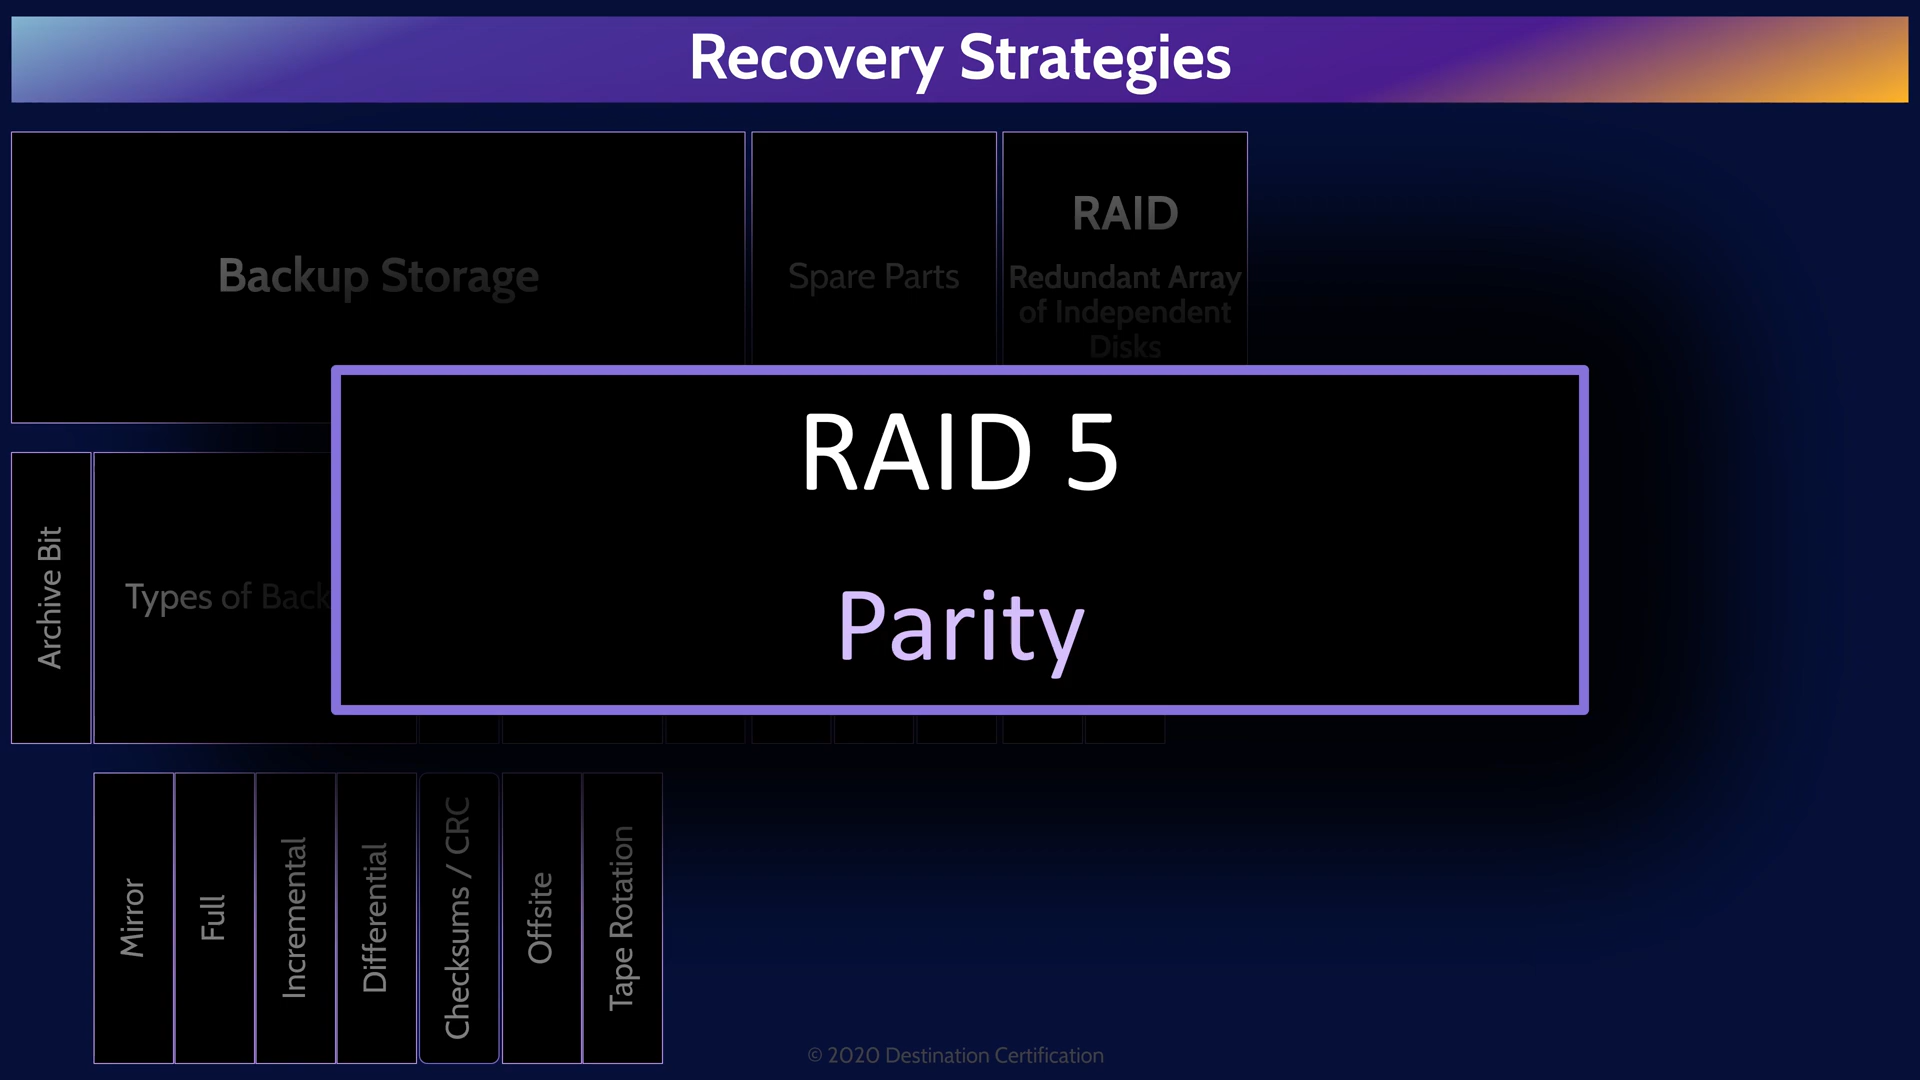 Recovery Strategies
Backup Storage
Spare Parts
RAID
Redundant Array
of Independent
Disks
RAID 5
Parity
Archive Bit
Types of Back
Mirror
Full
Incremental
Differential
Checksums / CRC
Offsite
Tape Rotation
© 2020 Destination Certification